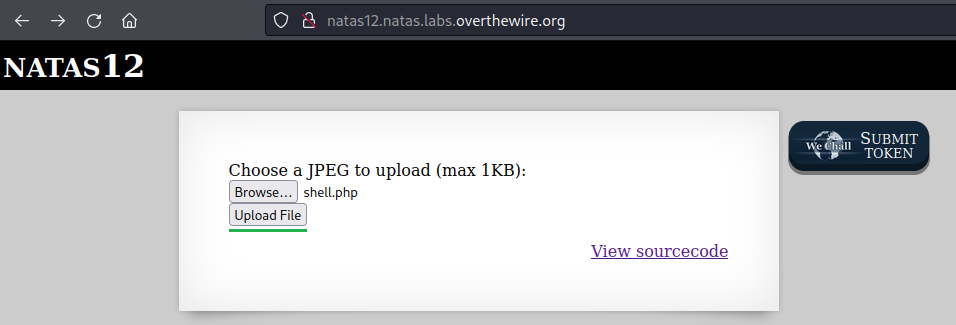 natas12.natas.labs.overthewire.org
NATAS12
Choose a JPEG to upload (max 1KB):
Browse... shell.php
Upload File
View sourcecode
We Chall
SUBMIT
TOKEN